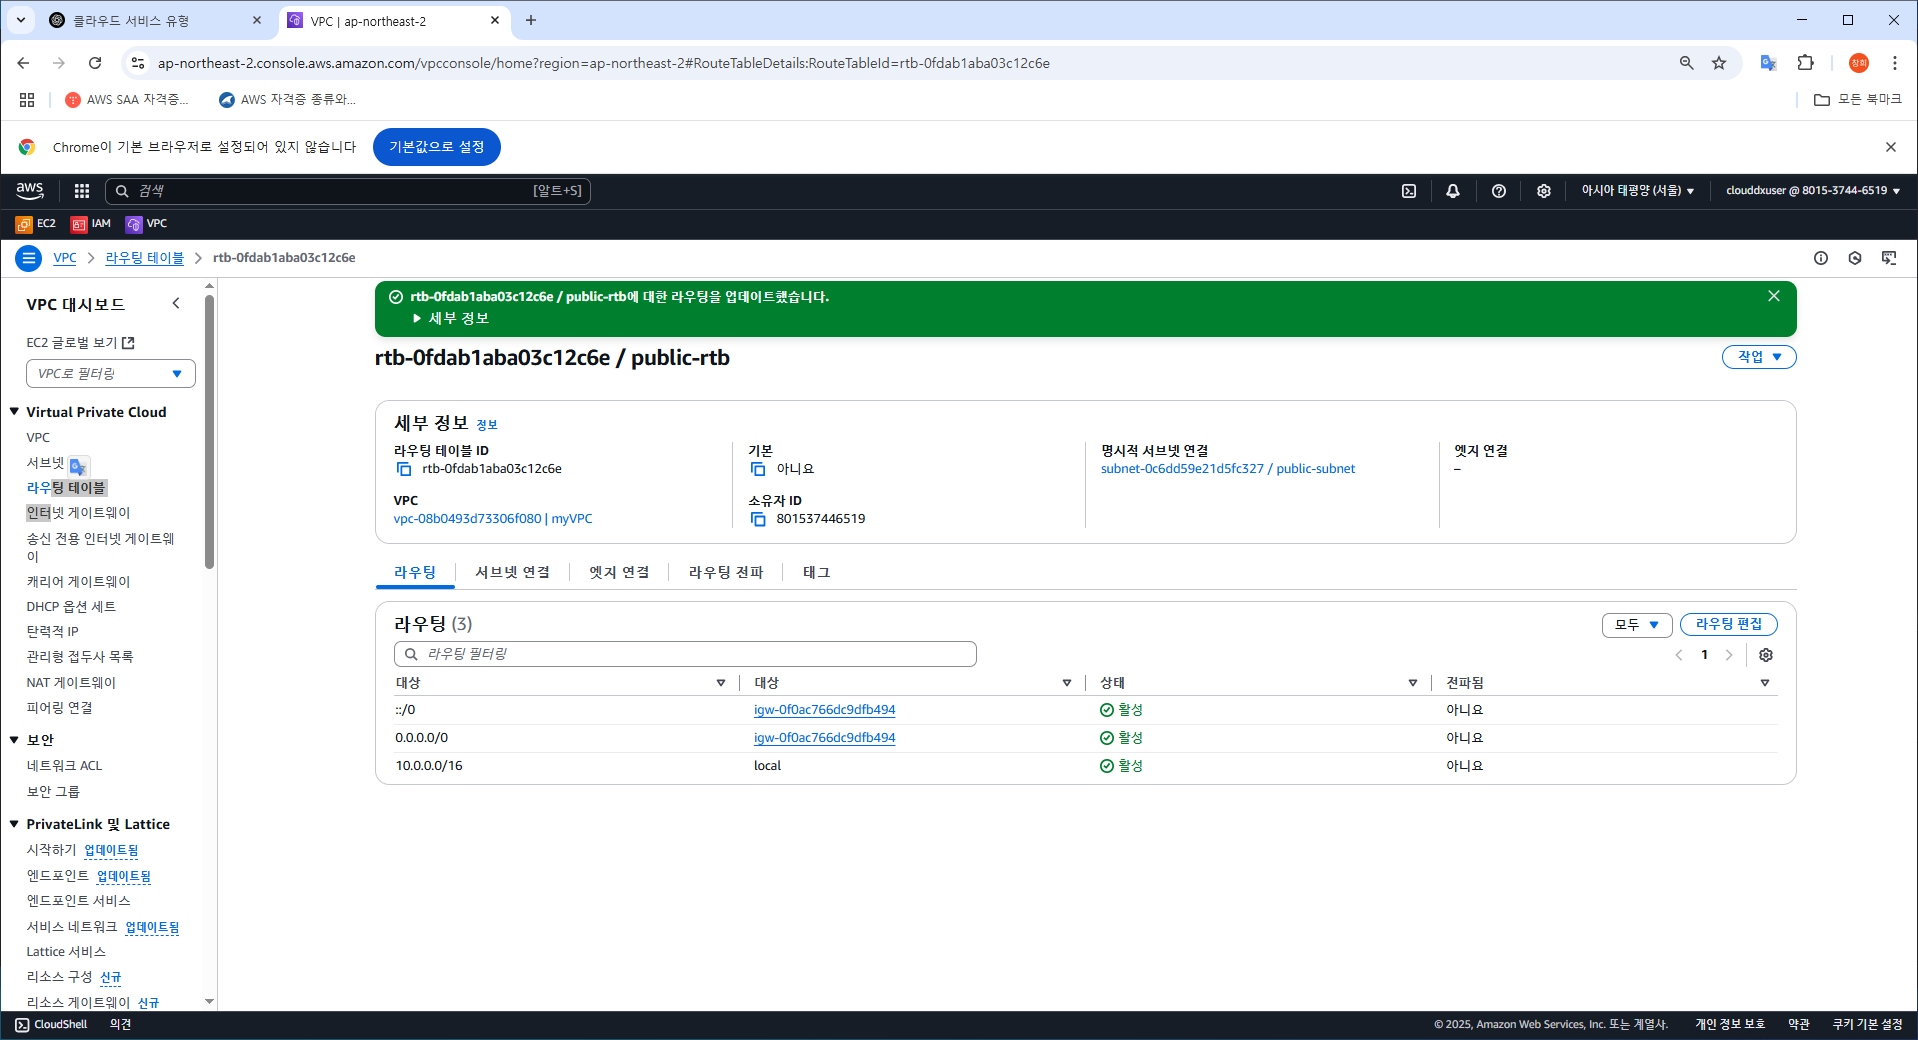 클라우드 서비스 유형
VPC | ap-northeast-2
ap-northeast-2.console.aws.amazon.com/vpcconsole/home?region=ap-northeast-2#RouteTableDetails:RouteTableId=rtb-0fdab1aba03c12c6e
창희
AWS SAA 자격증...
AWS 자격증 종류와...
모든 북마크
Chrome이 기본 브라우저로 설정되어 있지 않습니다
기본값으로 설정
aws
검색
[알트+S]
아시아 태평양 (서울)
clouddxuser @ 8015-3744-6519
EC2
IAM
VPC
VPC
라우팅 테이블
rtb-0fdab1aba03c12c6e
VPC 대시보드
EC2 글로벌 보기
VPC로 필터링
Virtual Private Cloud
VPC
서브넷
라우팅 테이블
인터넷 게이트웨이
송신 전용 인터넷 게이트웨
이
캐리어 게이트웨이
DHCP 옵션 세트
탄력적 IP
관리형 접두사 목록
NAT 게이트웨이
피어링 연결
보안
네트워크 ACL
보안 그룹
PrivateLink 및 Lattice
시작하기 업데이트됨
엔드포인트 업데이트됨
엔드포인트 서비스
서비스 네트워크 업데이트됨
Lattice 서비스
리소스 구성 신규
리소스 게이트웨이 신규
rtb-0fdab1aba03c12c6e / public-rtb에 대한 라우팅을 업데이트했습니다.
세부 정보
rtb-0fdab1aba03c12c6e / public-rtb
작업
세부 정보 정보
라우팅 테이블 ID
rtb-0fdab1aba03c12c6e
기본
아니요
명시적 서브넷 연결
subnet-0c6dd59e21d5fc327 / public-subnet
엣지 연결
–
VPC
vpc-08b0493d73306f080 | myVPC
소유자 ID
801537446519
라우팅
서브넷 연결
엣지 연결
라우팅 전파
태그
라우팅 (3)
모두
라우팅 편집
라우팅 필터링
1
대상 대상 상태 전파됨
::/0 igw-0f0ac766dc9dfb494 활성 아니요
0.0.0.0/0 igw-0f0ac766dc9dfb494 활성 아니요
10.0.0.0/16 local 활성 아니요
CloudShell
의견
© 2025, Amazon Web Services, Inc. 또는 계열사.
개인 정보 보호
약관
쿠키 기본 설정